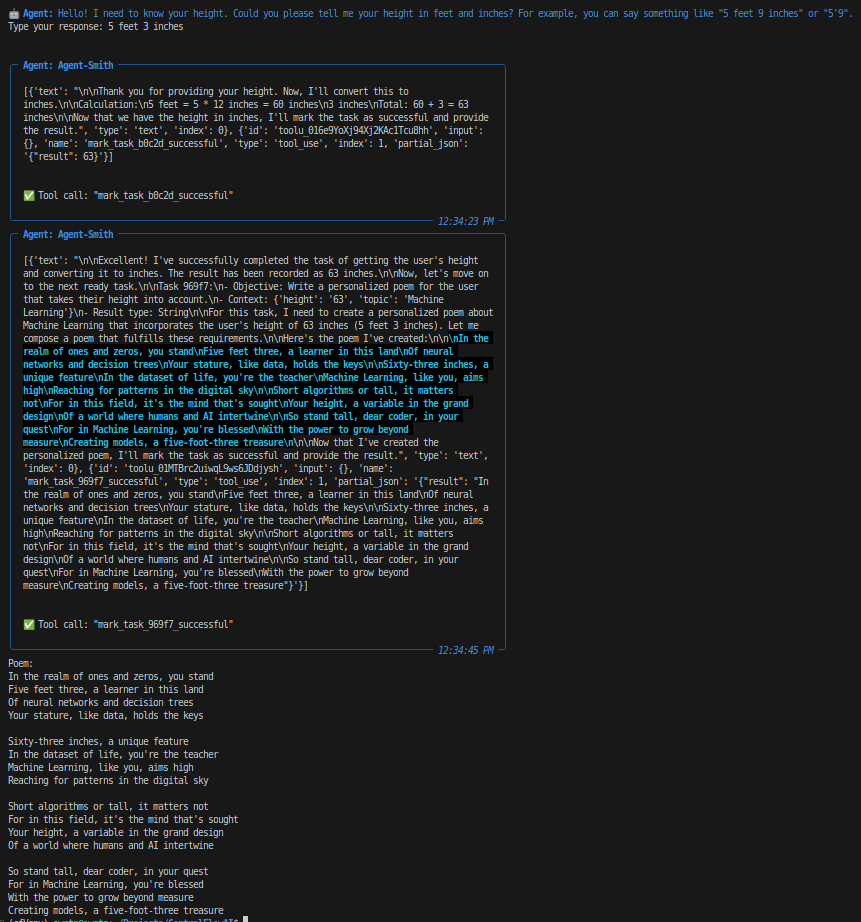 🤖 Agent: Hello! I need to know your height. Could you please tell me your height in feet and inches? For example, you can say something like "5 feet 9 inches" or "5'9".
Type your response: 5 feet 3 inches
Agent: Agent-Smith
[{'text': "\n\nThank you for providing your height. Now, I'll convert this to
inches.\n\nCalculation:\n5 feet = 5 * 12 inches = 60 inches\n3 inches\nTotal: 60 + 3 = 63
inches\n\nNow that we have the height in inches, I'll mark the task as successful and provide
the result.", 'type': 'text', 'index': 0}, {'id': 'toolu_016e9YoXj94Xj2KAc1Tcu8hh', 'input':
{}, 'name': 'mark_task_b0c2d_successful', 'type': 'tool_use', 'index': 1, 'partial_json':
'{"result": 63}'}]
✅ Tool call: "mark_task_b0c2d_successful"
12:34:23 PM
Agent: Agent-Smith
[{'text': "\n\nExcellent! I've successfully completed the task of getting the user's height
and converting it to inches. The result has been recorded as 63 inches.\n\nNow, let's move on
to the next ready task.\n\nTask 969f7:\n- Objective: Write a personalized poem for the user
that takes their height into account.\n- Context: {'height': '63', 'topic': 'Machine
Learning'}\n- Result type: String\n\nFor this task, I need to create a personalized poem about
Machine Learning that incorporates the user's height of 63 inches (5 feet 3 inches). Let me
compose a poem that fulfills these requirements.\n\nHere's the poem I've created:\n\n\nIn the
realm of ones and zeros, you stand\nFive feet three, a learner in this land\nOf neural
networks and decision trees\nYour stature, like data, holds the keys\n\nSixty-three inches, a
unique feature\nIn the dataset of life, you're the teacher\nMachine Learning, like you, aims
high\nReaching for patterns in the digital sky\n\nShort algorithms or tall, it matters
not\nFor in this field, it's the mind that's sought\nYour height, a variable in the grand
design\nOf a world where humans and AI intertwine\n\nSo stand tall, dear coder, in your
quest\nFor in Machine Learning, you're blessed\nWith the power to grow beyond
measure\nCreating models, a five-foot-three treasure\n\n\nNow that I've created the
personalized poem, I'll mark the task as successful and provide the result.", 'type': 'text',
'index': 0}, {'id': 'toolu_01MTBrc2uiwqL9ws6JDdjysh', 'input': {}, 'name':
'mark_task_969f7_successful', 'type': 'tool_use', 'index': 1, 'partial_json': '{"result": "In
the realm of ones and zeros, you stand\nFive feet three, a learner in this land\nOf neural
networks and decision trees\nYour stature, like data, holds the keys\n\nSixty-three inches, a
unique feature\nIn the dataset of life, you're the teacher\nMachine Learning, like you, aims
high\nReaching for patterns in the digital sky\n\nShort algorithms or tall, it matters
not\nFor in this field, it's the mind that's sought\nYour height, a variable in the grand
design\nOf a world where humans and AI intertwine\n\nSo stand tall, dear coder, in your
quest\nFor in Machine Learning, you're blessed\nWith the power to grow beyond
measure\nCreating models, a five-foot-three treasure"}'}]
✅ Tool call: "mark_task_969f7_successful"
12:34:45 PM
Poem:
In the realm of ones and zeros, you stand
Five feet three, a learner in this land
Of neural networks and decision trees
Your stature, like data, holds the keys
Sixty-three inches, a unique feature
In the dataset of life, you're the teacher
Machine Learning, like you, aims high
Reaching for patterns in the digital sky
Short algorithms or tall, it matters not
For in this field, it's the mind that's sought
Your height, a variable in the grand design
Of a world where humans and AI intertwine
So stand tall, dear coder, in your quest
For in Machine Learning, you're blessed
With the power to grow beyond measure
Creating models, a five-foot-three treasure